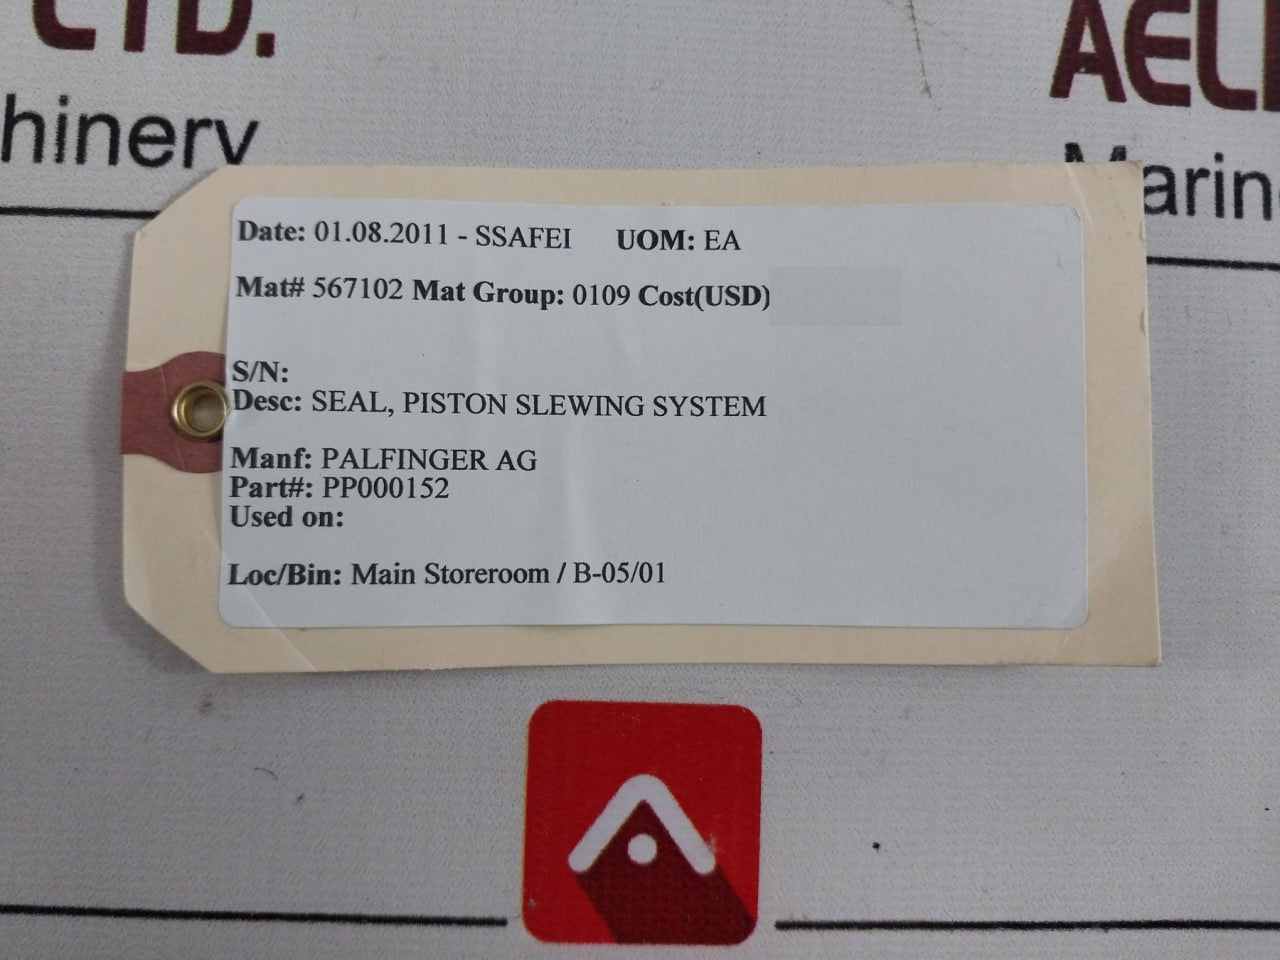 LTD.
AEL
hinery
Marin
Date: 01.08.2011 - SSAFEI UOM: EA
Mat# 567102 Mat Group: 0109 Cost(USD)
S/N:
Desc: SEAL, PISTON SLEWING SYSTEM
Manf: PALFINGER AG
Part#: PP000152
Used on:
Loc/Bin: Main Storeroom / B-05/01